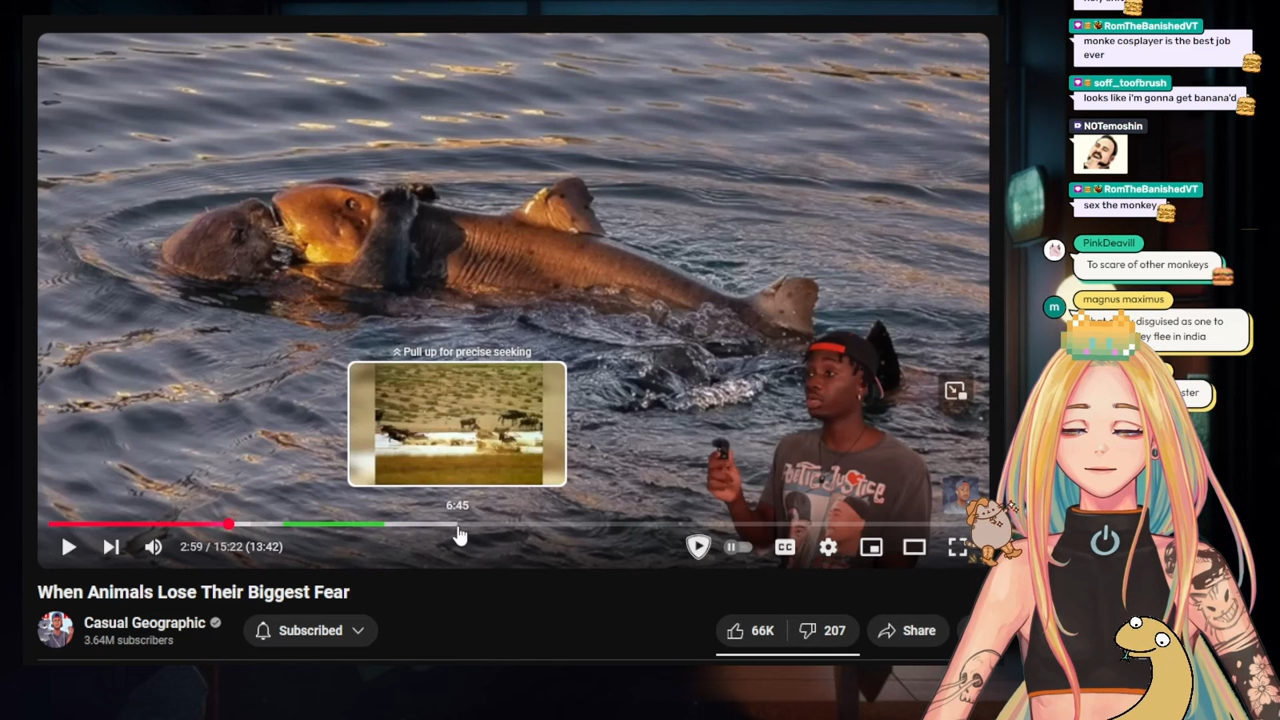 RomTheBanishedVT
monke cosplayer is the best job
ever
soff_toofbrush
looks like i'm gonna get banana'd
NOTemoshin
RomTheBanishedVT
sex the monkey
PinkDeavill
To scare of other monkeys
magnus maximus
disguised as one to
flee in india
Pull up for precise seeking
Poetic Justice
6:45
2:59 / 15:22 (13:42)
CC
When Animals Lose Their Biggest Fear
Casual Geographic
3.64M subscribers
Subscribed
66K
207
Share
m